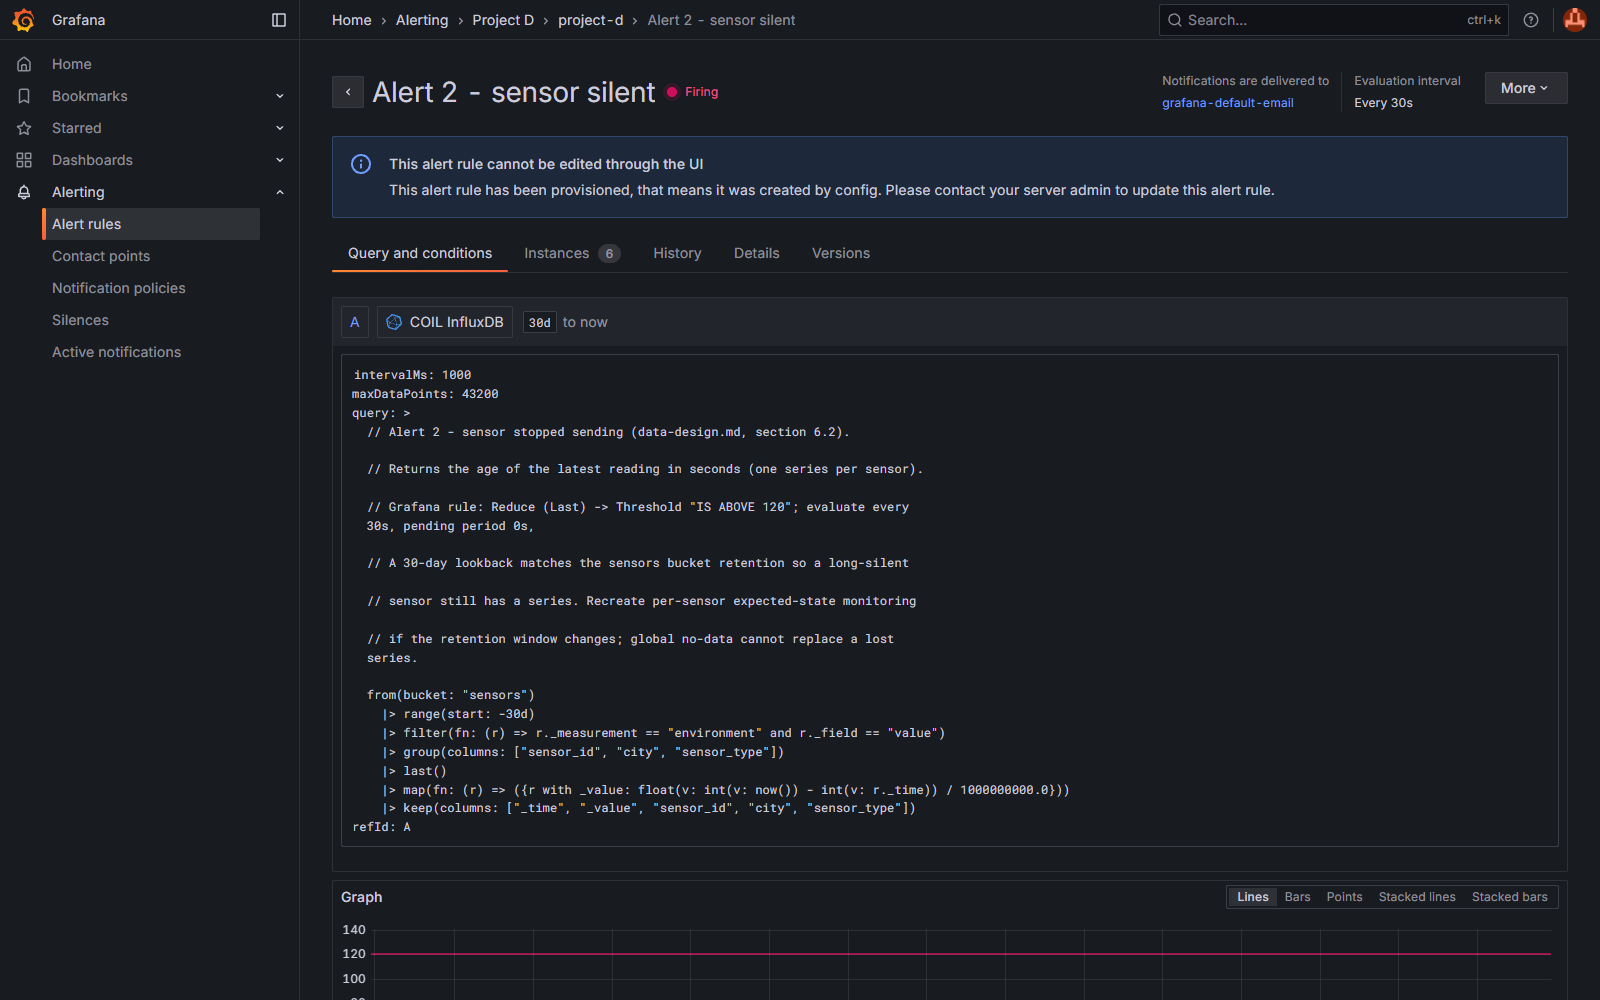 Grafana
Home › Alerting › Project D › project-d › Alert 2 - sensor silent
Search...
ctrl+k
Home
Bookmarks
Starred
Dashboards
Alerting
Alert rules
Contact points
Notification policies
Silences
Active notifications
Alert 2 - sensor silent
Firing
Notifications are delivered to
grafana-default-email
Evaluation interval
Every 30s
More
This alert rule cannot be edited through the UI
This alert rule has been provisioned, that means it was created by config. Please contact your server admin to update this alert rule.
Query and conditions
Instances 6
History
Details
Versions
A
COIL InfluxDB
30d to now
intervalMs: 1000
maxDataPoints: 43200
query: >
// Alert 2 - sensor stopped sending (data-design.md, section 6.2).
// Returns the age of the latest reading in seconds (one series per sensor).
// Grafana rule: Reduce (Last) -> Threshold "IS ABOVE 120"; evaluate every
30s, pending period 0s,
// A 30-day lookback matches the sensors bucket retention so a long-silent
// sensor still has a series. Recreate per-sensor expected-state monitoring
// if the retention window changes; global no-data cannot replace a lost
series.
from(bucket: "sensors")
|> range(start: -30d)
|> filter(fn: (r) => r._measurement == "environment" and r._field == "value")
|> group(columns: ["sensor_id", "city", "sensor_type"])
|> last()
|> map(fn: (r) => ({r with _value: float(v: int(v: now()) - int(v: r._time)) / 1000000000.0}))
|> keep(columns: ["_time", "_value", "sensor_id", "city", "sensor_type"])
refId: A
Graph
Lines
Bars
Points
Stacked lines
Stacked bars
140
120
100